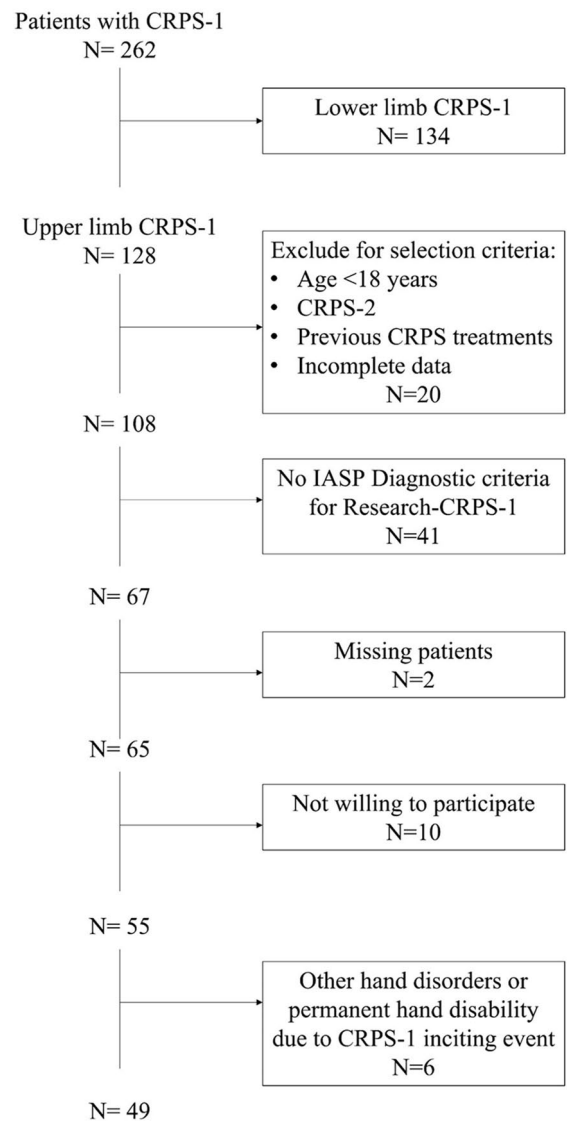 Patients with CRPS-1
N= 262
Lower limb CRPS-1
N= 134
Upper limb CRPS-1
N= 128
Exclude for selection criteria:
• Age <18 years
• CRPS-2
• Previous CRPS treatments
• Incomplete data
N=20
N= 108
No IASP Diagnostic criteria
for Research-CRPS-1
N=41
N= 67
Missing patients
N=2
N= 65
Not willing to participate
N=10
N= 55
Other hand disorders or
permanent hand disability
due to CRPS-1 inciting event
N=6
N= 49